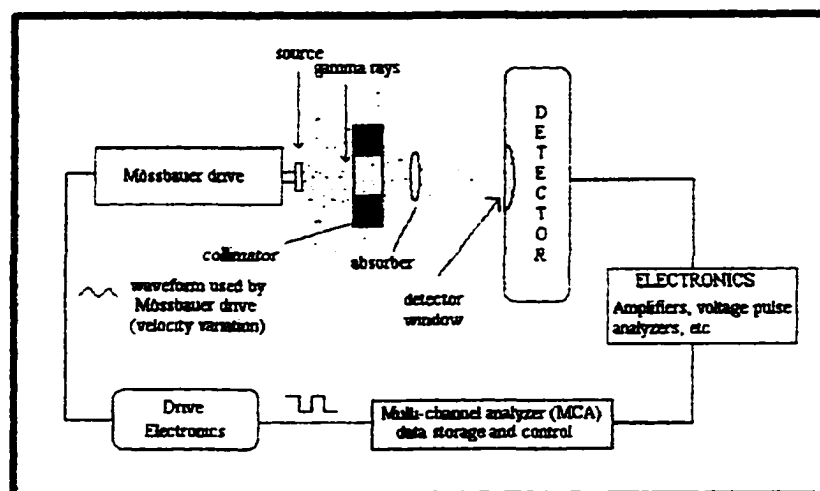 source
gamma rays
DETECTOR
Mössbauer drive
collimator
absorber
detector
window
waveform used by
Mössbauer drive
(velocity variation)
ELECTRONICS
Amplifiers, voltage pulse
analyzers, etc
Drive
Electronics
Multi-channel analyzer (MCA)
data storage and control